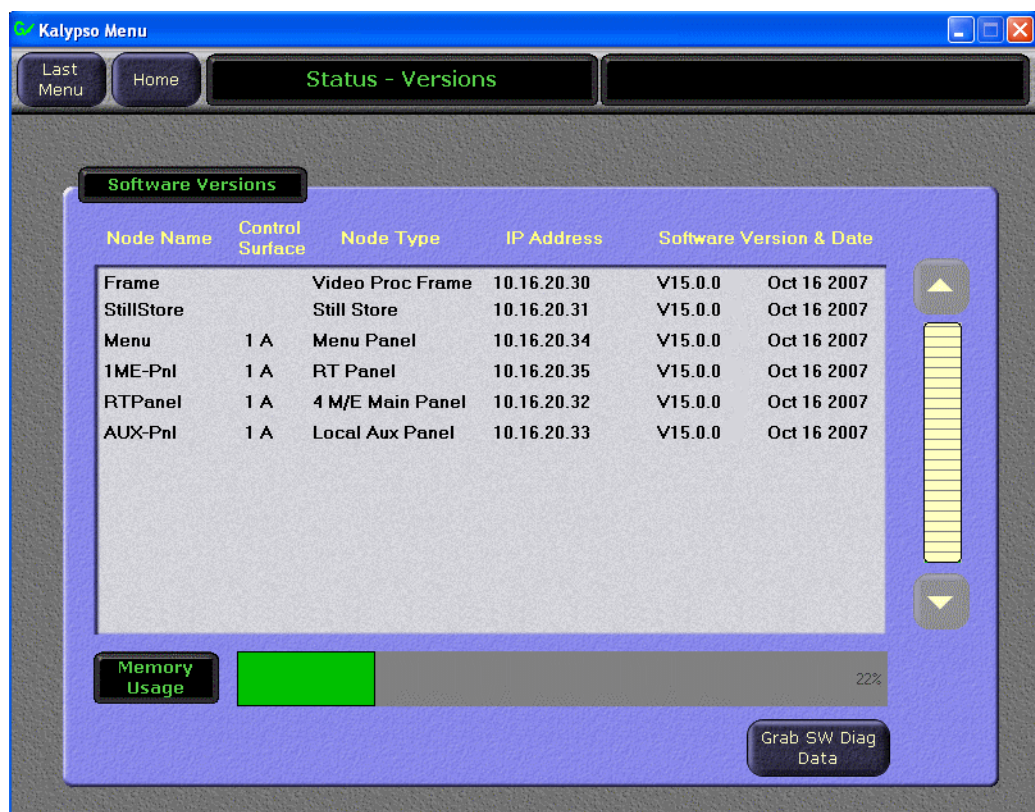 Kalypso Menu
Last Menu
Home
Status - Versions
Software Versions
Node Name Control Surface Node Type IP Address Software Version & Date
Frame Video Proc Frame 10.16.20.30 V15.0.0 Oct 16 2007
StillStore Still Store 10.16.20.31 V15.0.0 Oct 16 2007
Menu 1 A Menu Panel 10.16.20.34 V15.0.0 Oct 16 2007
1ME-Pnl 1 A RT Panel 10.16.20.35 V15.0.0 Oct 16 2007
RTPanel 1 A 4 M/E Main Panel 10.16.20.32 V15.0.0 Oct 16 2007
AUX-Pnl 1 A Local Aux Panel 10.16.20.33 V15.0.0 Oct 16 2007
Memory Usage
22%
Grab SW Diag Data